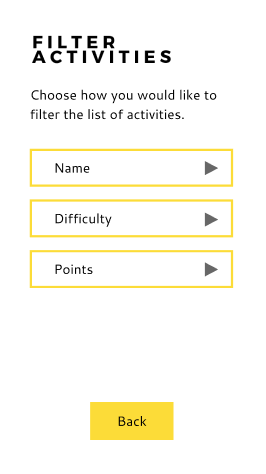 FILTER
ACTIVITIES
Choose how you would like to
filter the list of activities.
Name
Difficulty
Points
Back